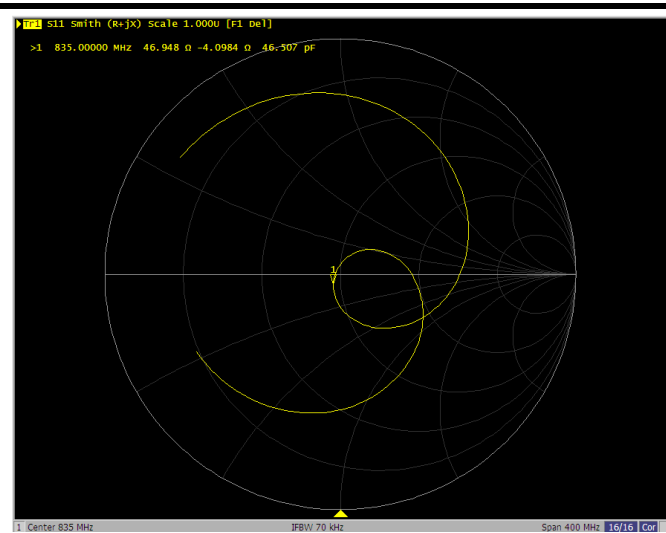 Tr1 S11 Smith (R+jX) Scale 1.000U [F1 Del]
>1 835.00000 MHz 46.948 Ω -4.0984 Ω 46.507 pF
1
1 Center 835 MHz IFBW 70 kHz Span 400 MHz 16/16 Cor